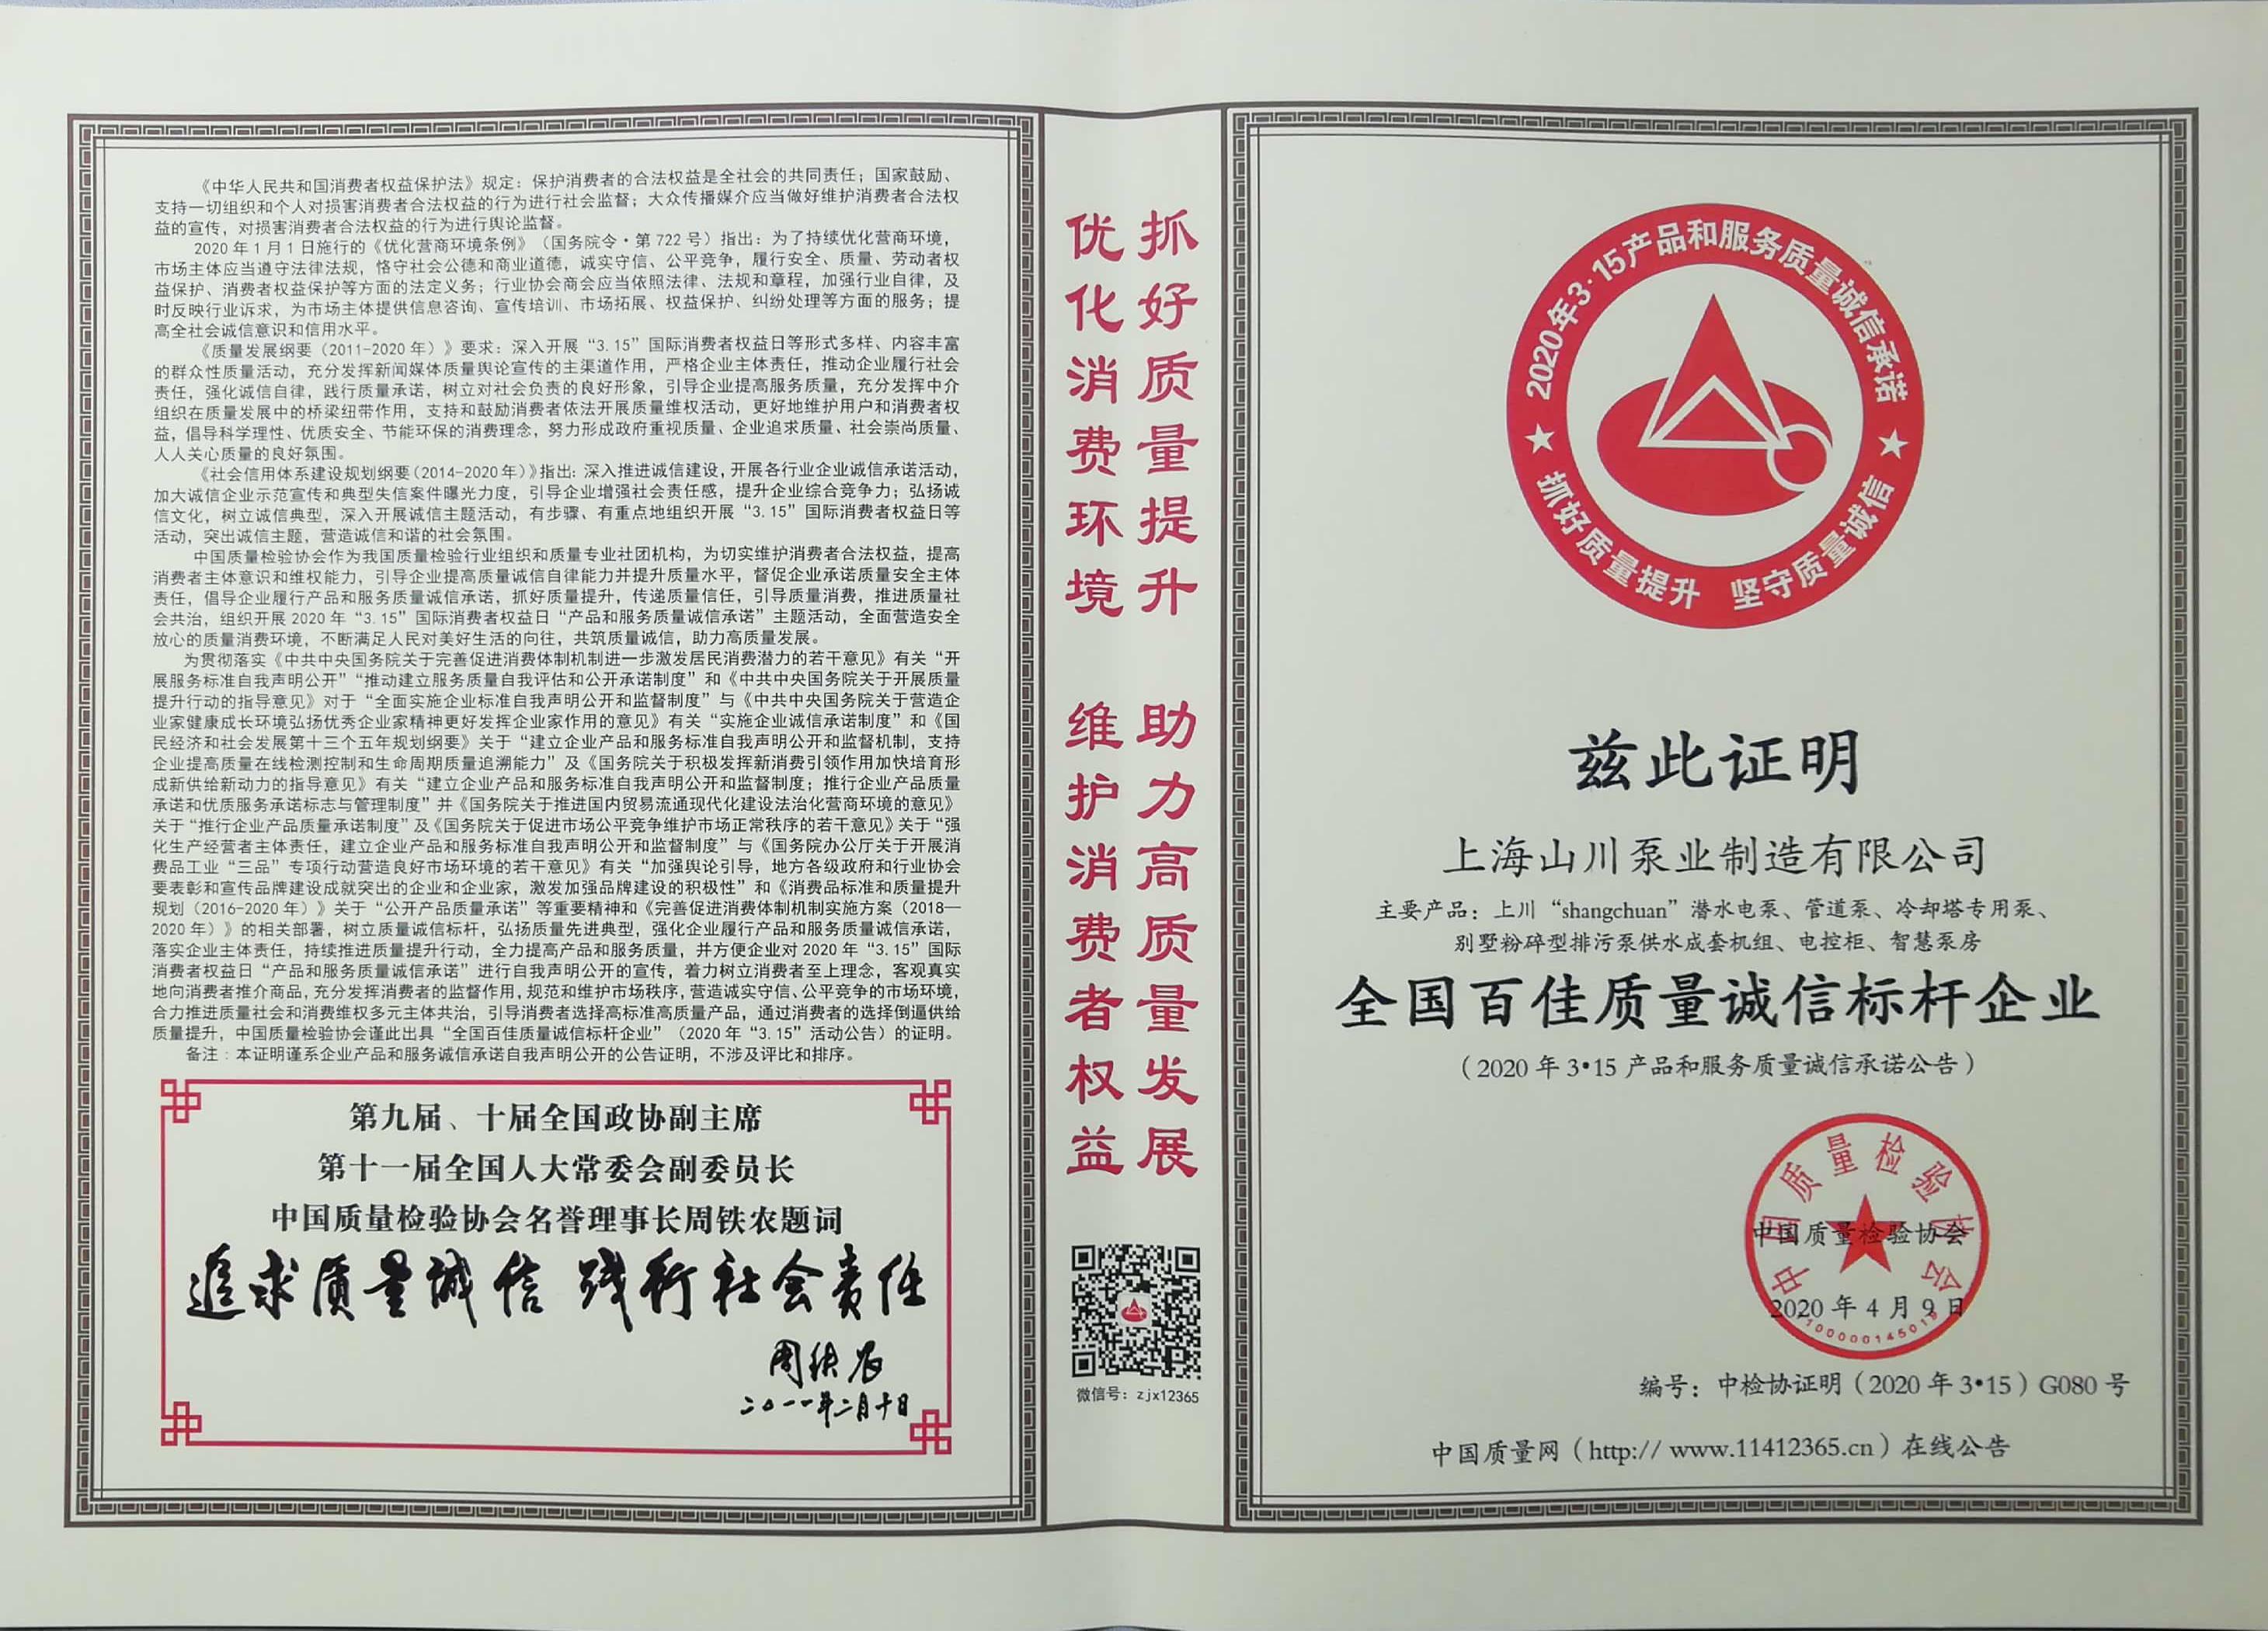 《中华人民共和国消费者权益保护法》规定：保护消费者的合法权益是全社会的共同责任；国家鼓励、
支持一切组织和个人对损害消费者合法权益的行为进行社会监督；大众传播媒介应当做好维护消费者合法权
益的宣传，对损害消费者合法权益的行为进行舆论监督。
2020年1月1日施行的《优化营商环境条例》（国务院令·第722号）指出：为了持续优化营商环境，
市场主体应当遵守法律法规，恪守社会公德和商业道德，诚实守信、公平竞争，履行安全、质量、劳动者权
益保护、消费者权益保护等方面的法定义务；行业协会商会应当依照法律、法规和章程，加强行业自律，及
时反映行业诉求，为市场主体提供信息咨询、宣传培训、市场拓展、权益保护、纠纷处理等方面的服务；提
高全社会诚信意识和信用水平。
《质量发展纲要（2011-2020年）》要求：深入开展“3.15”国际消费者权益日等形式多样、内容丰富
的群众性质量活动，充分发挥新闻媒体质量舆论宣传的主渠道作用，严格企业主体责任，推动企业履行社会
责任，强化诚信自律，践行质量承诺，树立对社会负责的良好形象，引导企业提高服务质量，充分发挥中介
组织在质量发展中的桥梁纽带作用，支持和鼓励消费者依法开展质量维权活动，更好地维护用户和消费者权
益，倡导科学理性、优质安全、节能环保的消费理念，努力形成政府重视质量、企业追求质量、社会崇尚质量、
人人关心质量的良好氛围。
《社会信用体系建设规划纲要（2014-2020年）》指出：深入推进诚信建设，开展各行业企业诚信承诺活动，
加大诚信企业示范宣传和典型失信案件曝光力度，引导企业增强社会责任感，提升企业综合竞争力；弘扬诚
信文化，树立诚信典型，深入开展诚信主题活动，有步骤、有重点地组织开展“3.15”国际消费者权益日等
活动，突出诚信主题，营造诚信和谐的社会氛围。
中国质量检验协会作为我国质量检验行业组织和质量专业社团机构，为切实维护消费者合法权益，提高
消费者主体意识和维权能力，引导企业提高质量诚信自律能力并提升质量水平，督促企业承诺质量安全主体
责任，倡导企业履行产品和服务质量诚信承诺，抓好质量提升，传递质量信任，引导质量消费，推进质量社
会共治，组织开展2020年“3.15”国际消费者权益日“产品和服务质量诚信承诺”主题活动，全面营造安全
放心的质量消费环境，不断满足人民对美好生活的向往，共筑质量诚信，助力高质量发展。
为贯彻落实《中共中央国务院关于完善促进消费体制机制进一步激发居民消费潜力的若干意见》有关“开
展服务标准自我声明公开”“推动建立服务质量自我评估和公开承诺制度”和《中共中央国务院关于开展质量
提升行动的指导意见》对于“全面实施企业标准自我声明公开和监督制度”与《中共中央国务院关于营造企
业家健康成长环境弘扬优秀企业家精神更好发挥企业家作用的意见》有关“实施企业诚信承诺制度”和《国
民经济和社会发展第十三个五年规划纲要》关于“建立企业产品和服务标准自我声明公开和监督机制，支持
企业提高质量在线检测控制和生命周期质量追溯能力”及《国务院关于积极发挥新消费引领作用加快培育形
成新供给新动力的指导意见》有关“建立企业产品和服务标准自我声明公开和监督制度；推行企业产品质量
承诺和优质服务承诺标志与管理制度”并《国务院关于推进国内贸易流通现代化建设法治化营商环境的意见》
关于“推行企业产品质量承诺制度”及《国务院关于促进市场公平竞争维护市场正常秩序的若干意见》关于“强
化生产经营者主体责任，建立企业产品和服务标准自我声明公开和监督制度”与《国务院办公厅关于开展消
费品工业“三品”专项行动营造良好市场环境的若干意见》有关“加强舆论引导，地方各级政府和行业协会
要表彰和宣传品牌建设成就突出的企业和企业家，激发加强品牌建设的积极性”和《消费品标准和质量提升
规划（2016-2020年）》关于“公开产品质量承诺”等重要精神和《完善促进消费体制机制实施方案（2018—
2020年）》的相关部署，树立质量诚信标杆，弘扬质量先进典型，强化企业履行产品和服务质量诚信承诺，
落实企业主体责任，持续推进质量提升行动，全力提高产品和服务质量，并方便企业对2020年“3.15”国际
消费者权益日“产品和服务质量诚信承诺”进行自我声明公开的宣传，着力树立消费者至上理念，客观真实
地向消费者推介商品，充分发挥消费者的监督作用，规范和维护市场秩序，营造诚实守信、公平竞争的市场环境，
合力推进质量社会和消费维权多元主体共治，引导消费者选择高标准高质量产品，通过消费者的选择倒逼供给
质量提升，中国质量检验协会谨此出具“全国百佳质量诚信标杆企业”（2020年“3.15”活动公告）的证明。
备注：本证明谨系企业产品和服务诚信承诺自我声明公开的公告证明，不涉及评比和排序。
第九届、十届全国政协副主席
第十一届全国人大常委会副委员长
中国质量检验协会名誉理事长周铁农题词
追求质量诚信 践行社会责任
周铁农
二〇一一年二月十日
抓好质量提升 助力高质量发展
优化消费环境 维护消费者权益
微信号：zjx12365
2020年3·15产品和服务质量诚信承诺
★ 抓好质量提升 坚守质量诚信 ★
兹此证明
上海山川泵业制造有限公司
主要产品：上川“shangchuan”潜水电泵、管道泵、冷却塔专用泵、
别墅粉碎型排污泵供水成套机组、电控柜、智慧泵房
全国百佳质量诚信标杆企业
（2020年3•15产品和服务质量诚信承诺公告）
中国质量检验协会
中国质量检验协会
2020年4月9日
编号：中检协证明（2020年3•15）G080号
中国质量网（http:// www.11412365.cn）在线公告